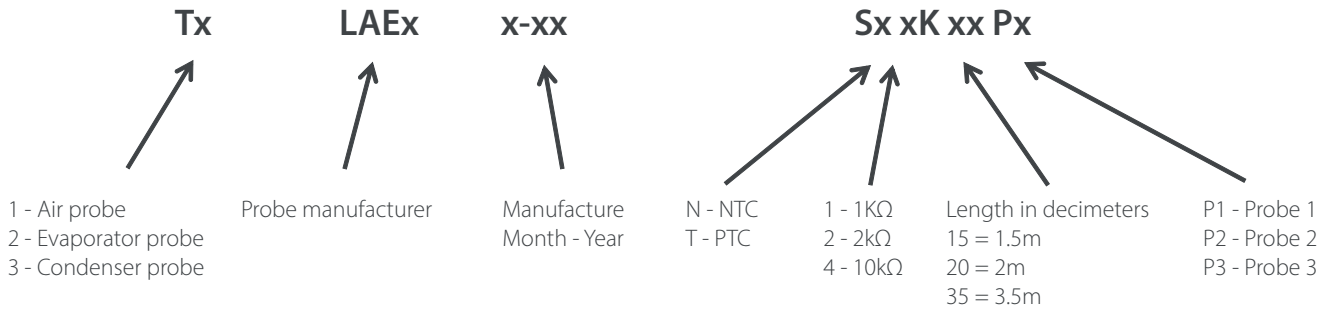 Tx LAEx x-xx Sx xK xx Px
1 - Air probe
2 - Evaporator probe
3 - Condenser probe
Probe manufacturer
Manufacture
Month - Year
N - NTC
T - PTC
1 - 1KΩ
2 - 2kΩ
4 - 10kΩ
Length in decimeters
15 = 1.5m
20 = 2m
35 = 3.5m
P1 - Probe 1
P2 - Probe 2
P3 - Probe 3